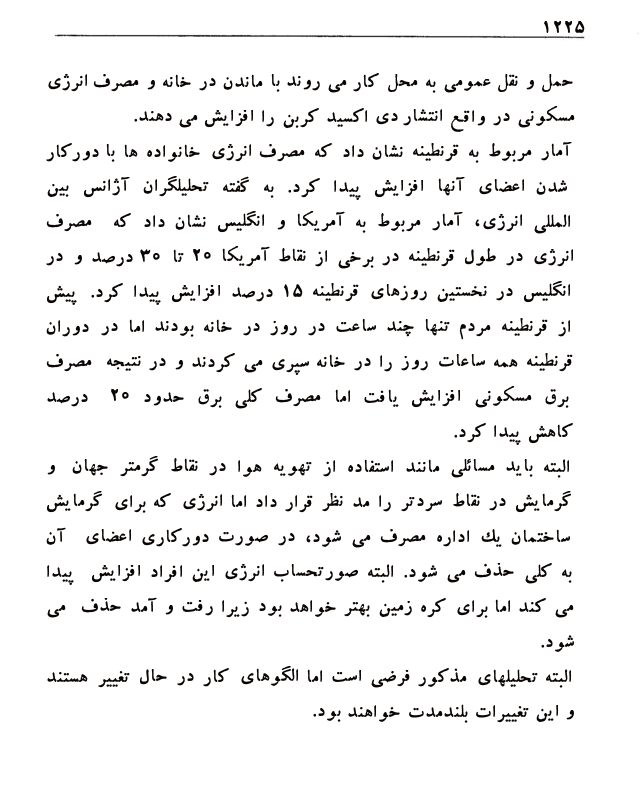 ۱۲۲۵
حمل و نقل عمومی به محل کار می روند با ماندن در خانه و مصرف انرژی
مسکونی در واقع انتشار دی اکسید کربن را افزایش می دهند.
آمار مربوط به قرنطینه نشان داد که مصرف انرژی خانواده ها با دورکار
شدن اعضای آنها افزایش پیدا کرد. به گفته تحلیلگران آژانس بین
المللی انرژی، آمار مربوط به آمریکا و انگلیس نشان داد که مصرف
انرژی در طول قرنطینه در برخی از نقاط آمریکا ۲۰ تا ۳۰ درصد و در
انگلیس در نخستین روزهای قرنطینه ۱۵ درصد افزایش پیدا کرد. پیش
از قرنطینه مردم تنها چند ساعت در روز در خانه بودند اما در دوران
قرنطینه همه ساعات روز را در خانه سپری می کردند و در نتیجه مصرف
برق مسکونی افزایش یافت اما مصرف کلی برق حدود ۲۰ درصد
کاهش پیدا کرد.
البته باید مسائلی مانند استفاده از تهویه هوا در نقاط گرمتر جهان و
گرمایش در نقاط سردتر را مد نظر قرار داد اما انرژی که برای گرمایش
ساختمان یك اداره مصرف می شود، در صورت دورکاری اعضای آن
به کلی حذف می شود. البته صورتحساب انرژی این افراد افزایش پیدا
می کند اما برای کره زمین بهتر خواهد بود زیرا رفت و آمد حذف می
شود.
البته تحلیلهای مذکور فرضی است اما الگوهای کار در حال تغییر هستند
و این تغییرات بلندمدت خواهند بود.